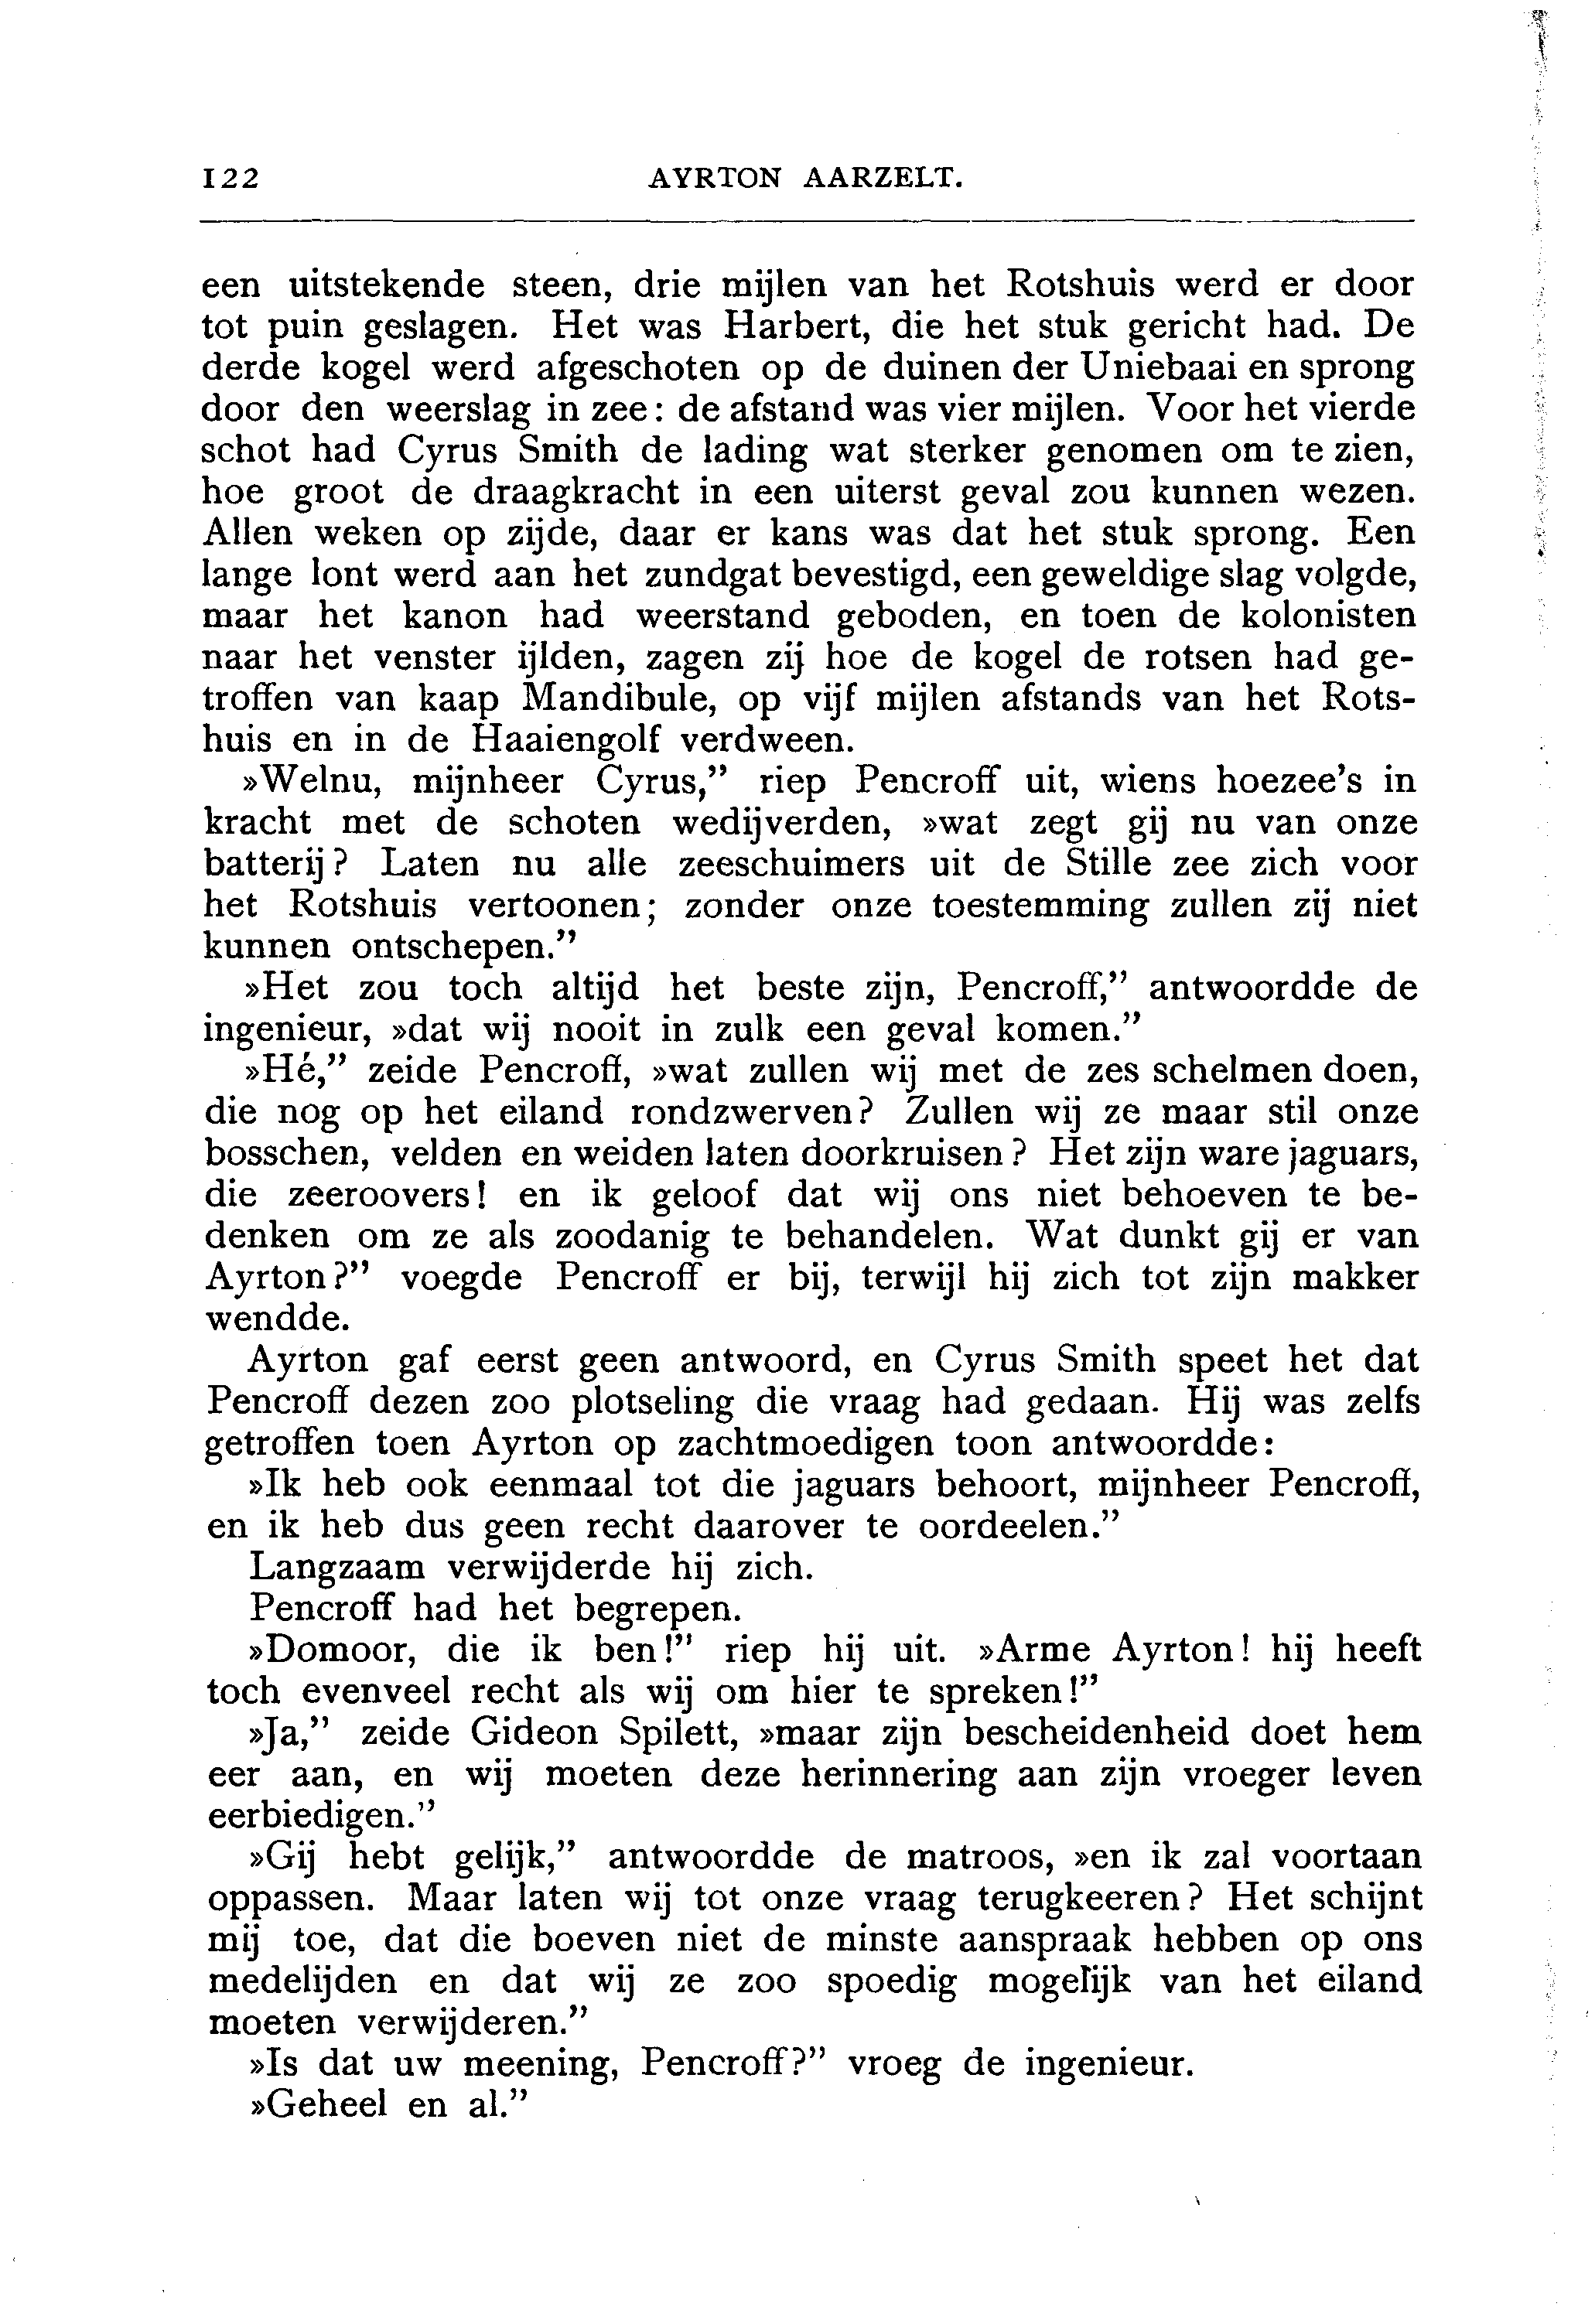 122 AYRTON AARZELT.
een uitstekende steen, drie mijlen van het Rotshuis werd er door
tot puin geslagen. Het was Harbert, die het stuk gericht had. De
derde kogel werd afgeschoten op de duinen der Uniebaai en sprong
door den weerslag in zee: de afstand was vier mijlen. Voor het vierde
schot had Cyrus Smith de lading wat sterker genomen om te zien,
hoe groot de draagkracht in een uiterst geval zou kunnen wezen.
Allen weken op zijde, daar er kans was dat het stuk sprong. Een
lange lont werd aan het zundgat bevestigd, een geweldige slag volgde,
maar het kanon had weerstand geboden, en toen de kolonisten
naar het venster ijlden, zagen zij hoe de kogel de rotsen had ge-
troffen van kaap Mandibule, op vijf mijlen afstands van het Rots-
huis en in de Haaiengolf verdween.
»Welnu, mijnheer Cyrus,” riep Pencroff uit, wiens hoezee's in
kracht met de schoten wedijverden, »wat zegt gij nu van onze
batterij? Laten nu alle zeeschuimers uit de Stille zee zich voor
het Rotshuis vertoonen; zonder onze toestemming zullen zij niet
kunnen ontschepen.”
»Het zou toch altijd het beste zijn, Pencroff,” antwoordde de
ingenieur, »dat wij nooit in zulk een geval komen.”
»Hé,” zeide Pencroff, »wat zullen wij met de zes schelmen doen,
die nog op het eiland rondzwerven? Zullen wij ze maar stil onze
bosschen, velden en weiden laten doorkruisen? Het zijn ware jaguars,
die zeeroovers! en ik geloof dat wij ons niet behoeven te be-
denken om ze als zoodanig te behandelen. Wat dunkt gij er van
Ayrton?” voegde Pencroff er bij, terwijl hij zich tot zijn makker
wendde.
Ayrton gaf eerst geen antwoord, en Cyrus Smith speet het dat
Pencroff dezen zoo plotseling die vraag had gedaan. Hij was zelfs
getroffen toen Ayrton op zachtmoedigen toon antwoordde:
»Ik heb ook eenmaal tot die jaguars behoort, mijnheer Pencroff,
en ik heb dus geen recht daarover te oordeelen.”
Langzaam verwijderde hij zich.
Pencroff had het begrepen.
»Domoor, die ik ben!” riep hij uit. »Arme Ayrton! hij heeft
toch evenveel recht als wij om hier te spreken!”
»Ja,” zeide Gideon Spilett, »maar zijn bescheidenheid doet hem
eer aan, en wij moeten deze herinnering aan zijn vroeger leven
eerbiedigen.”
»Gij hebt gelijk,” antwoordde de matroos, »en ik zal voortaan
oppassen. Maar laten wij tot onze vraag terugkeeren? Het schijnt
mij toe, dat die boeven niet de minste aanspraak hebben op ons
medelijden en dat wij ze zoo spoedig mogelijk van het eiland
moeten verwijderen.”
»Is dat uw meening, Pencroff?” vroeg de ingenieur.
»Geheel en al.”